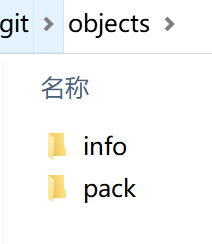 git > objects >
名称
info
pack